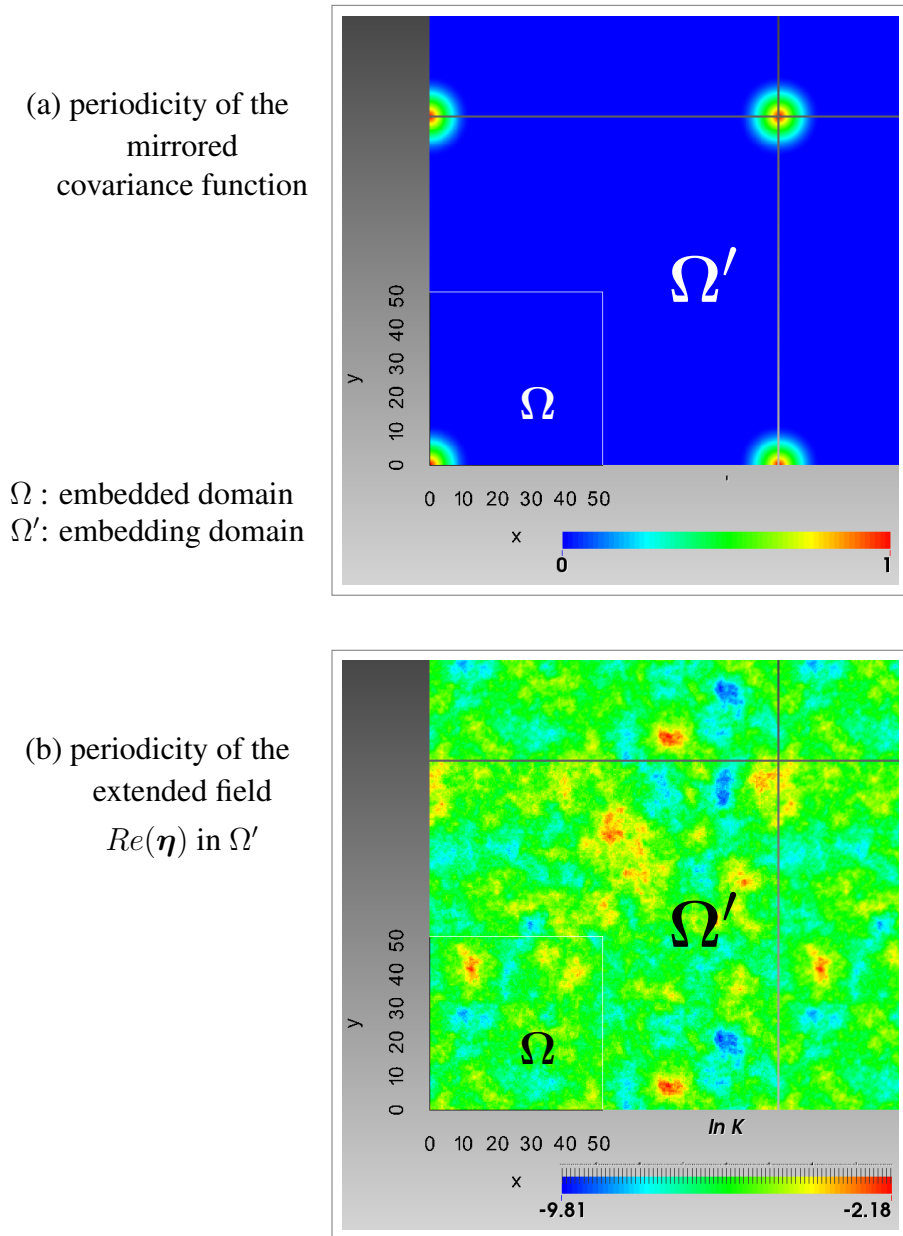 (a) periodicity of the
mirrored
covariance function
Ω′
Ω
50
40
30
20
10
0
y
0 10 20 30 40 50
x
0
1
Ω : embedded domain
Ω′: embedding domain
(b) periodicity of the
extended field
Re(η) in Ω′
Ω′
Ω
50
40
30
20
10
0
y
0 10 20 30 40 50
x
ln K
-9.81
-2.18